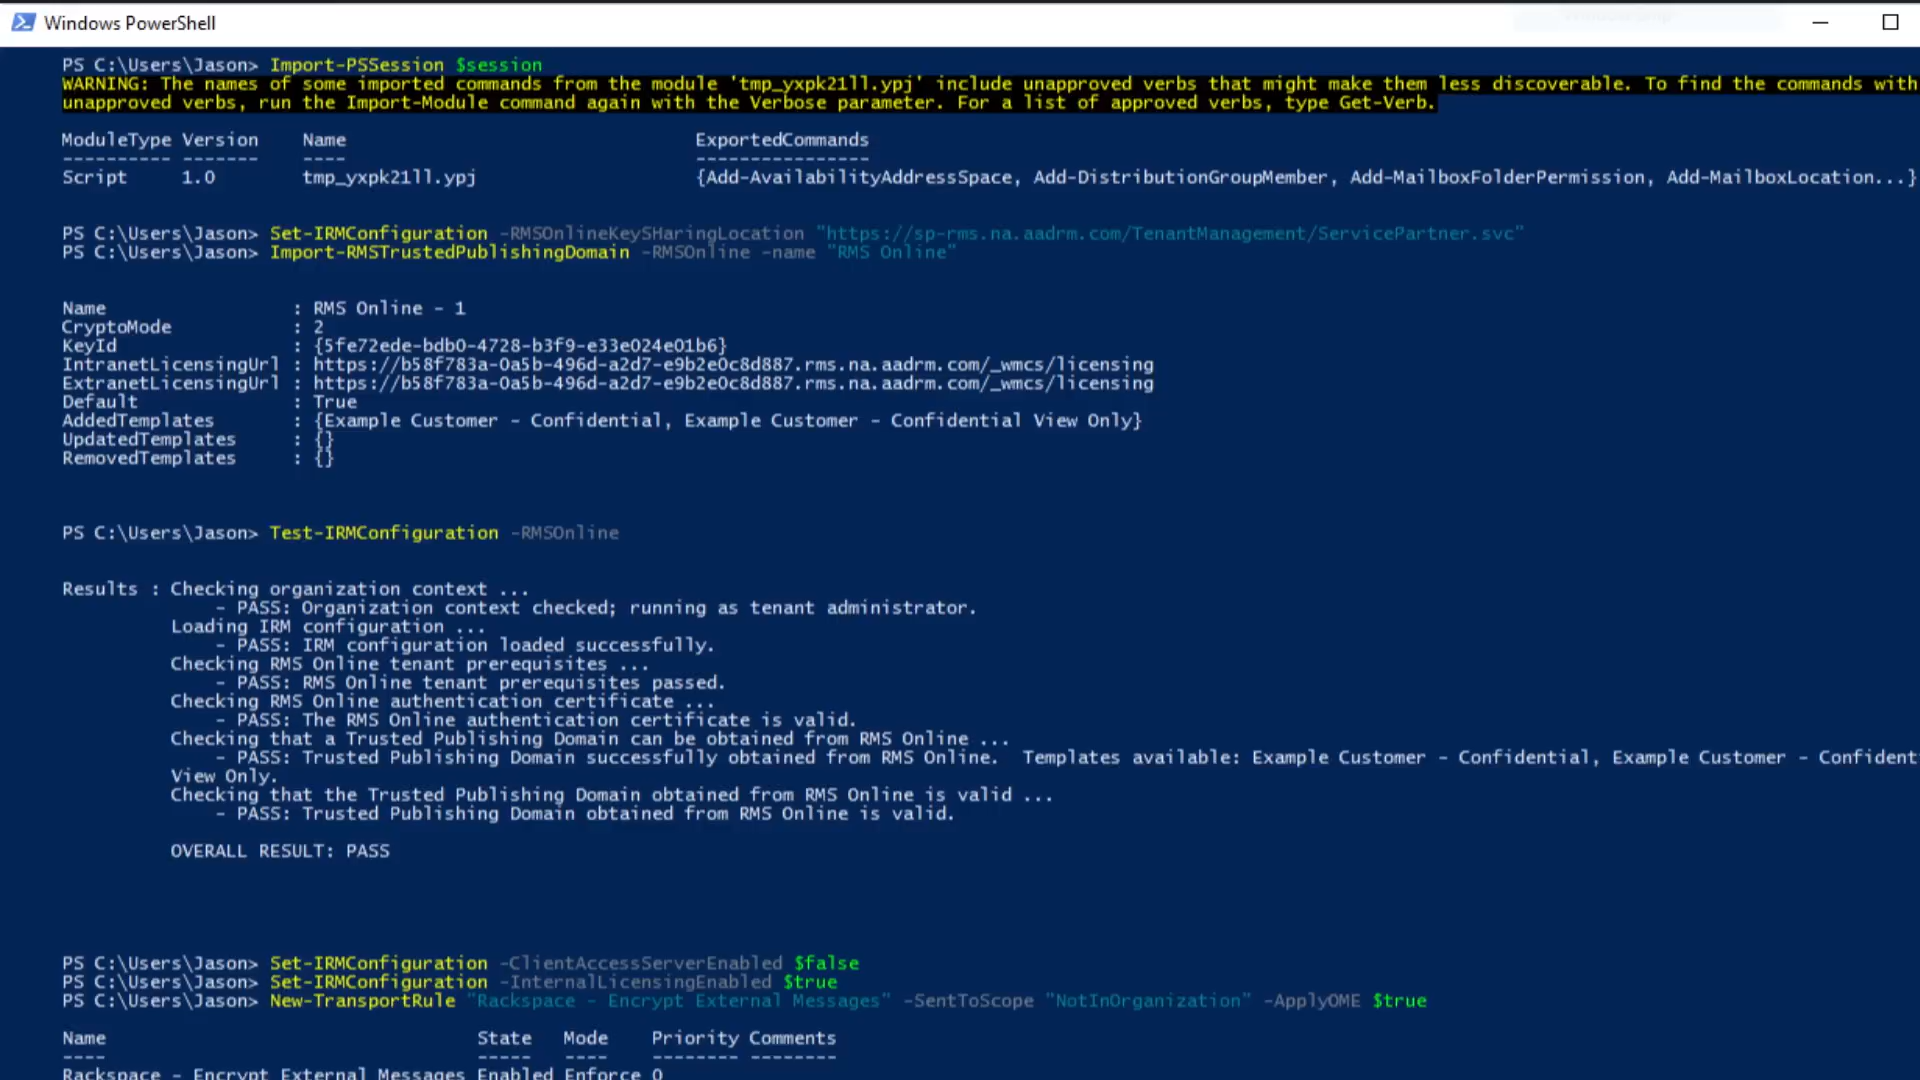 Windows PowerShell
PS C:\Users\Jason> Import-PSSession $session
WARNING: The names of some imported commands from the module 'tmp_yxpk21ll.ypj' include unapproved verbs that might make them less discoverable. To find the commands with
unapproved verbs, run the Import-Module command again with the Verbose parameter. For a list of approved verbs, type Get-Verb.
ModuleType Version    Name                                ExportedCommands
---------- -------    ----                                ----------------
Script     1.0        tmp_yxpk21ll.ypj                    {Add-AvailabilityAddressSpace, Add-DistributionGroupMember, Add-MailboxFolderPermission, Add-MailboxLocation...}
PS C:\Users\Jason> Set-IRMConfiguration -RMSOnlineKeySHaringLocation "https://sp-rms.na.aadrm.com/TenantManagement/ServicePartner.svc"
PS C:\Users\Jason> Import-RMSTrustedPublishingDomain -RMSOnline -name "RMS Online"
Name                 : RMS Online - 1
CryptoMode           : 2
KeyId                : {5fe72ede-bdb0-4728-b3f9-e33e024e01b6}
IntranetLicensingUrl : https://b58f783a-0a5b-496d-a2d7-e9b2e0c8d887.rms.na.aadrm.com/_wmcs/licensing
ExtranetLicensingUrl : https://b58f783a-0a5b-496d-a2d7-e9b2e0c8d887.rms.na.aadrm.com/_wmcs/licensing
Default              : True
AddedTemplates       : {Example Customer - Confidential, Example Customer - Confidential View Only}
UpdatedTemplates     : {}
RemovedTemplates     : {}
PS C:\Users\Jason> Test-IRMConfiguration -RMSOnline
Results : Checking organization context ...
              - PASS: Organization context checked; running as tenant administrator.
          Loading IRM configuration ...
              - PASS: IRM configuration loaded successfully.
          Checking RMS Online tenant prerequisites ...
              - PASS: RMS Online tenant prerequisites passed.
          Checking RMS Online authentication certificate ...
              - PASS: The RMS Online authentication certificate is valid.
          Checking that a Trusted Publishing Domain can be obtained from RMS Online ...
              - PASS: Trusted Publishing Domain successfully obtained from RMS Online.  Templates available: Example Customer - Confidential, Example Customer - Confident
          View Only.
          Checking that the Trusted Publishing Domain obtained from RMS Online is valid ...
              - PASS: Trusted Publishing Domain obtained from RMS Online is valid.
          OVERALL RESULT: PASS
PS C:\Users\Jason> Set-IRMConfiguration -ClientAccessServerEnabled $false
PS C:\Users\Jason> Set-IRMConfiguration -InternalLicensingEnabled $true
PS C:\Users\Jason> New-TransportRule "Rackspace - Encrypt External Messages" -SentToScope "NotInOrganization" -ApplyOME $true
Name                                  State   Mode    Priority Comments
----                                  -----   ----    -------- --------
Rackspace - Encrypt External Messages Enabled Enforce 0